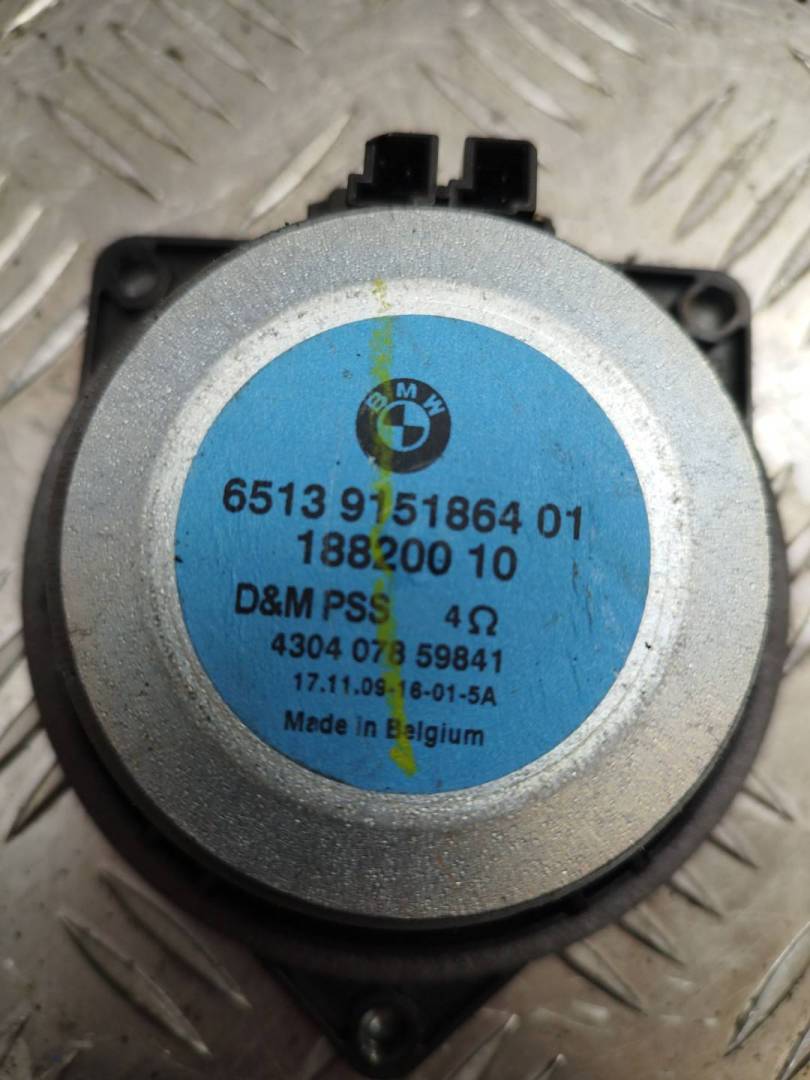 BMW
6513 9151864 01
188200 10
D&M PSS 4Ω
4304 078 59841
17.11.09-16-01-5A
Made in Belgium